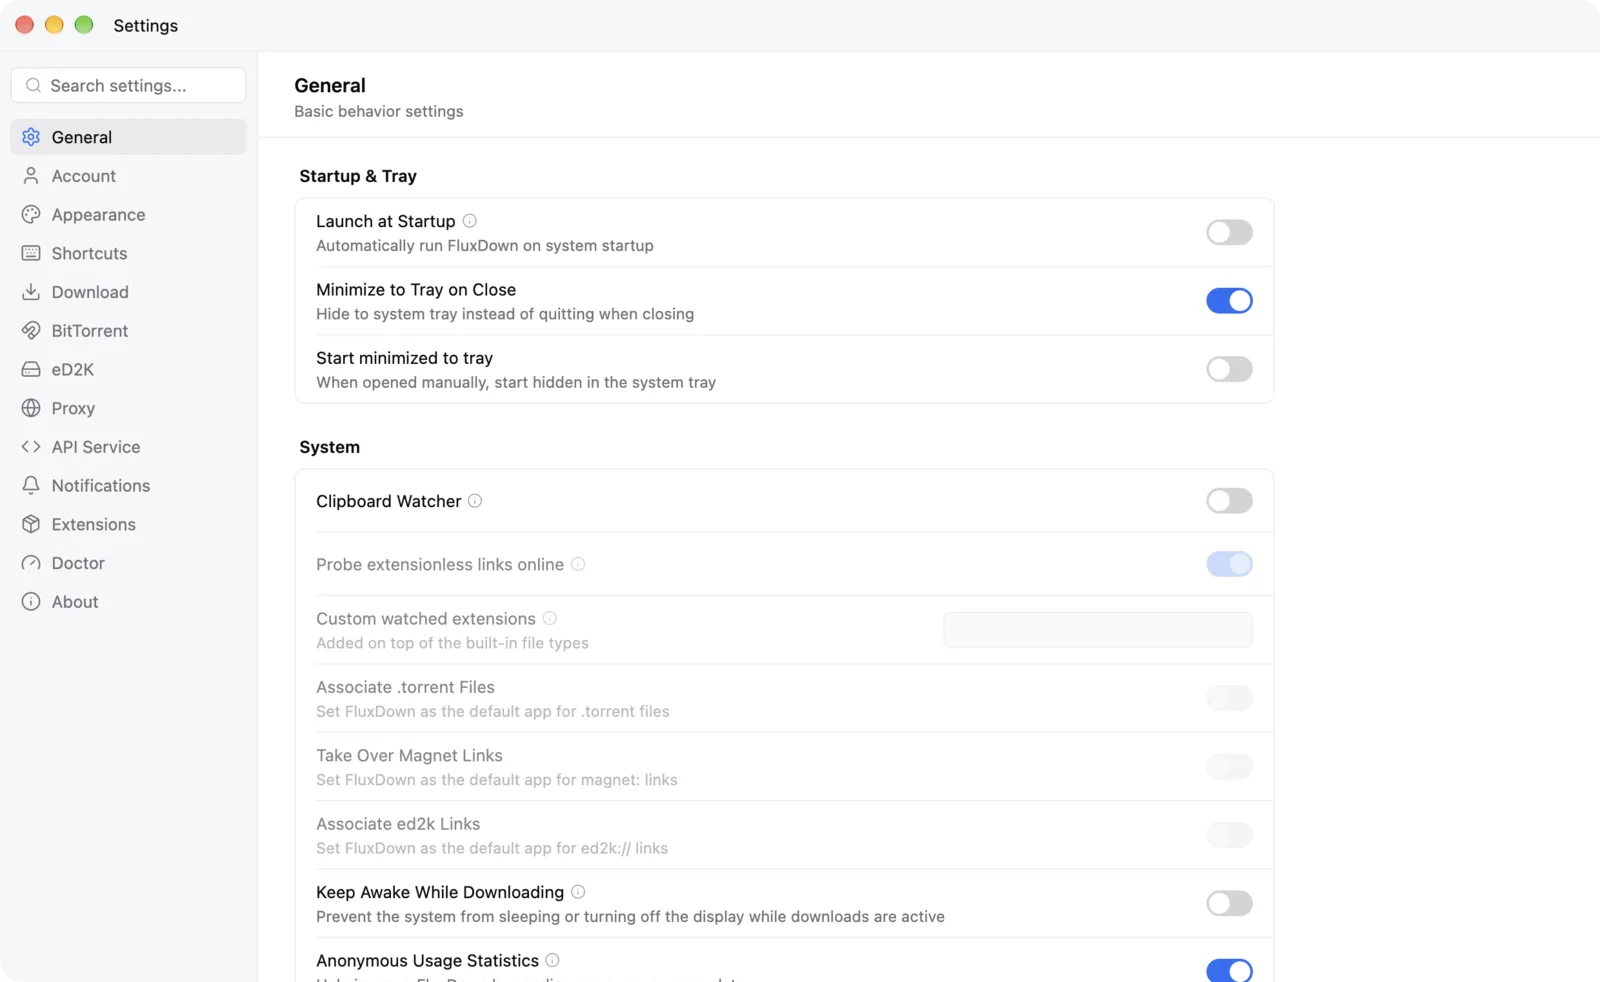 Settings
Search settings...
General
Account
Appearance
Shortcuts
Download
BitTorrent
eD2K
Proxy
API Service
Notifications
Extensions
Doctor
About
General
Basic behavior settings
Startup & Tray
Launch at Startup
Automatically run FluxDown on system startup
Minimize to Tray on Close
Hide to system tray instead of quitting when closing
Start minimized to tray
When opened manually, start hidden in the system tray
System
Clipboard Watcher
Probe extensionless links online
Custom watched extensions
Added on top of the built-in file types
Associate .torrent Files
Set FluxDown as the default app for .torrent files
Take Over Magnet Links
Set FluxDown as the default app for magnet: links
Associate ed2k Links
Set FluxDown as the default app for ed2k:// links
Keep Awake While Downloading
Prevent the system from sleeping or turning off the display while downloads are active
Anonymous Usage Statistics